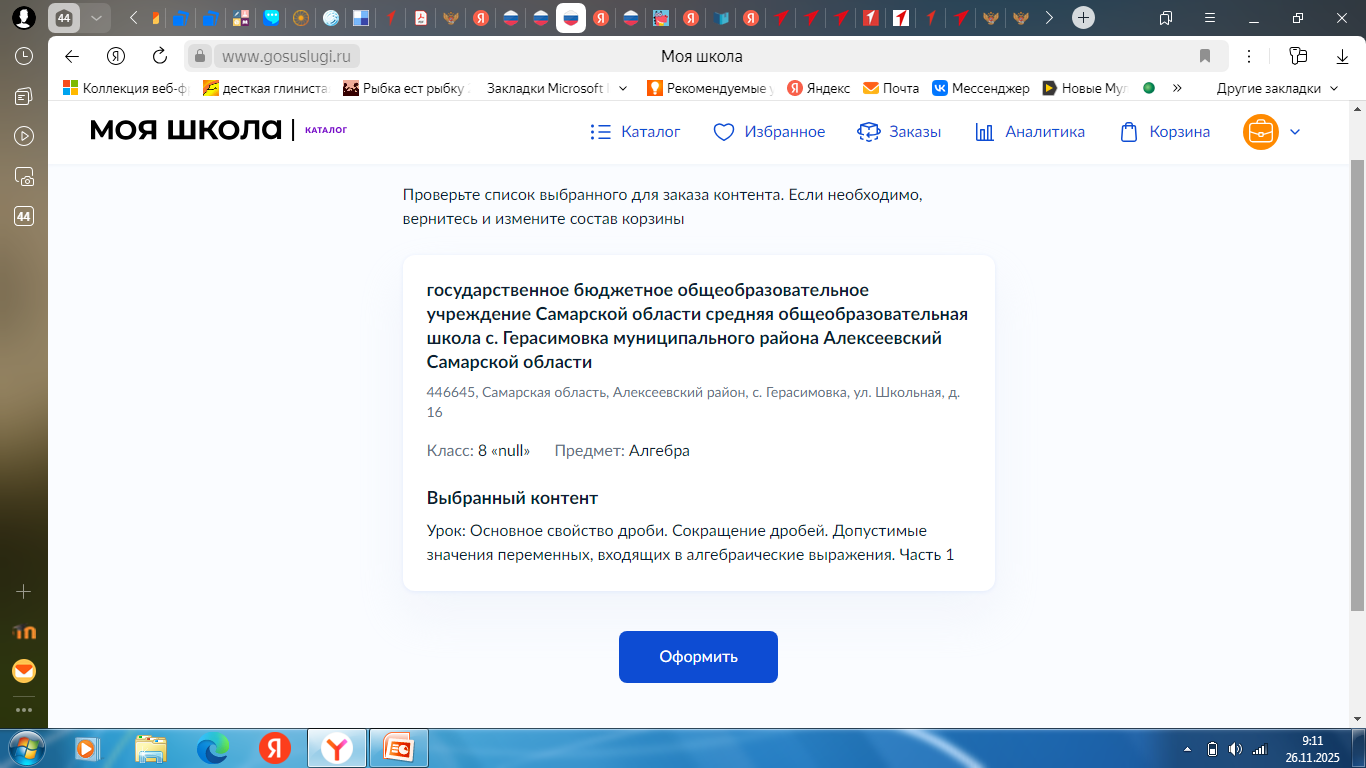 44
www.gosuslugi.ru
Моя школа
Коллекция веб-ф
десткая глиниста
Рыбка ест рыбку
Закладки Microsoft
Рекомендуемые
Яндекс
Почта
Мессенджер
Новые Мул
Другие закладки
МОЯ ШКОЛА
КАТАЛОГ
Каталог
Избранное
Заказы
Аналитика
Корзина
44
Проверьте список выбранного для заказа контента. Если необходимо,
вернитесь и измените состав корзины
государственное бюджетное общеобразовательное
учреждение Самарской области средняя общеобразовательная
школа с. Герасимовка муниципального района Алексеевский
Самарской области
446645, Самарская область, Алексеевский район, с. Герасимовка, ул. Школьная, д.
16
Класс: 8 «null» Предмет: Алгебра
Выбранный контент
Урок: Основное свойство дроби. Сокращение дробей. Допустимые
значения переменных, входящих в алгебраические выражения. Часть 1
Оформить
9:11
26.11.2025